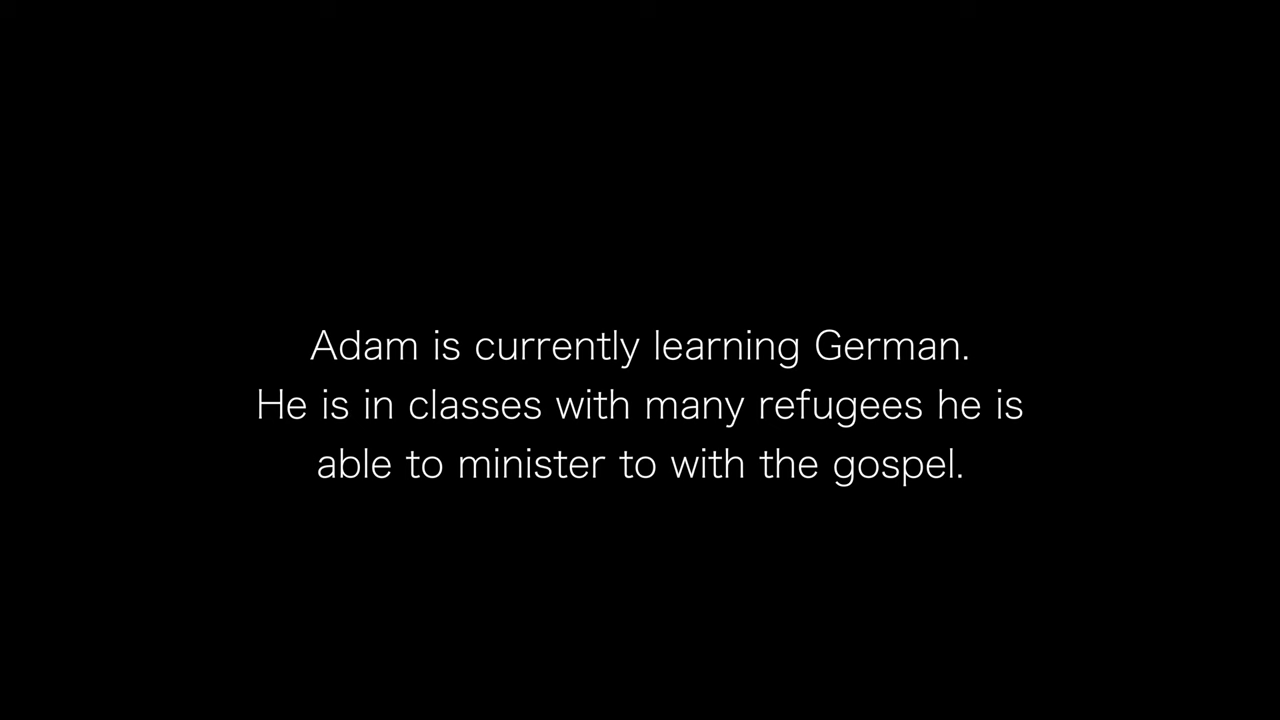 Adam is currently learning German.
He is in classes with many refugees he is
able to minister to with the gospel.